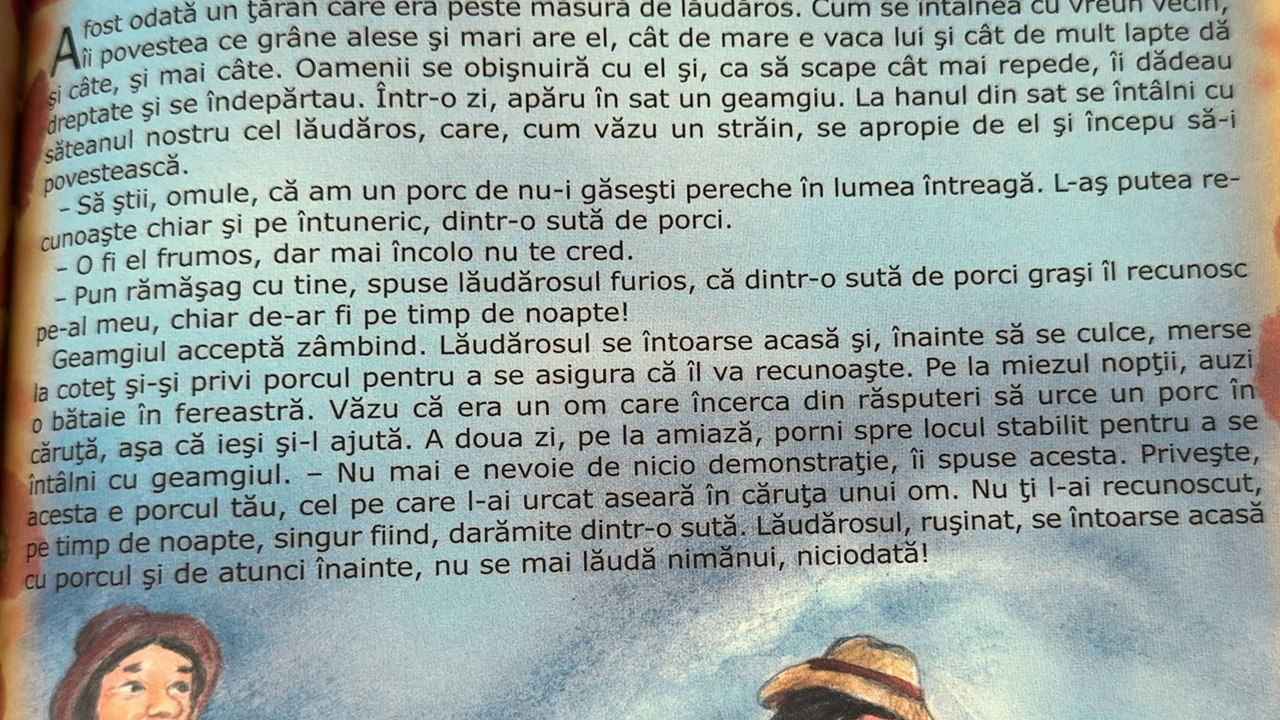 A fost odată un ţăran care era peste măsură de lăudăros. Cum se întâlnea cu vreun vecin,
îi povestea ce grâne alese şi mari are el, cât de mare e vaca lui şi cât de mult lapte dă
şi câte, şi mai câte. Oamenii se obişnuiră cu el şi, ca să scape cât mai repede, îi dădeau
dreptate şi se îndepărtau. Într-o zi, apăru în sat un geamgiu. La hanul din sat se întâlni cu
săteanul nostru cel lăudăros, care, cum văzu un străin, se apropie de el şi începu să-i
povestească.
- Să ştii, omule, că am un porc de nu-i găseşti pereche în lumea întreagă. L-aş putea re-
cunoaşte chiar şi pe întuneric, dintr-o sută de porci.
– O fi el frumos, dar mai încolo nu te cred.
– Pun rămăşag cu tine, spuse lăudărosul furios, că dintr-o sută de porci graşi îl recunosc
pe-al meu, chiar de-ar fi pe timp de noapte!
Geamgiul acceptă zâmbind. Lăudărosul se întoarse acasă şi, înainte să se culce, merse
la coteţ şi-şi privi porcul pentru a se asigura că îl va recunoaşte. Pe la miezul nopţii, auzi
o bătaie în fereastră. Văzu că era un om care încerca din răsputeri să urce un porc în
căruţă, aşa că ieşi şi-l ajută. A doua zi, pe la amiază, porni spre locul stabilit pentru a se
întâlni cu geamgiul. – Nu mai e nevoie de nicio demonstraţie, îi spuse acesta. Priveşte,
acesta e porcul tău, cel pe care l-ai urcat aseară în căruţa unui om. Nu ţi l-ai recunoscut,
pe timp de noapte, singur fiind, darămite dintr-o sută. Lăudărosul, ruşinat, se întoarse acasă
cu porcul şi de atunci înainte, nu se mai lăudă nimănui, niciodată!